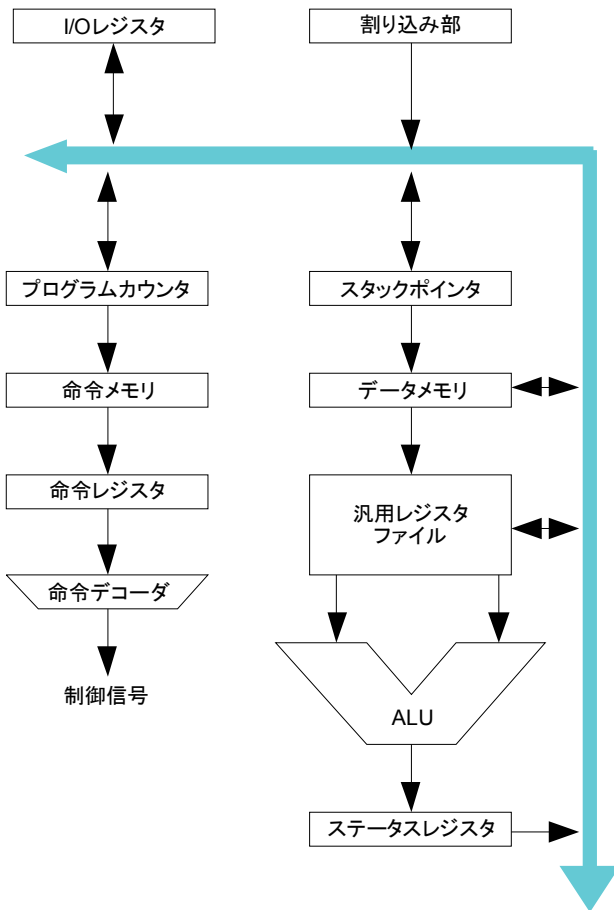 I/Oレジスタ
割り込み部
プログラムカウンタ
スタックポインタ
命令メモリ
データメモリ
命令レジスタ
汎用レジスタ
ファイル
命令デコーダ
制御信号
ALU
ステータスレジスタ